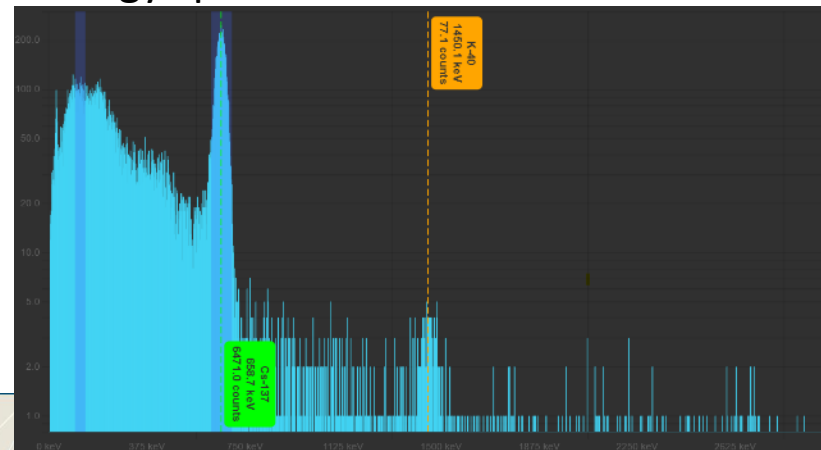 200.0
100.0
50.0
20.0
10.0
5.0
2.0
1.0
K-40
1450.1 keV
77.1 counts
Cs-137
658.7 keV
6471.0 counts
0 keV
375 keV
750 keV
1125 keV
1500 keV
1875 keV
2250 keV
2625 keV